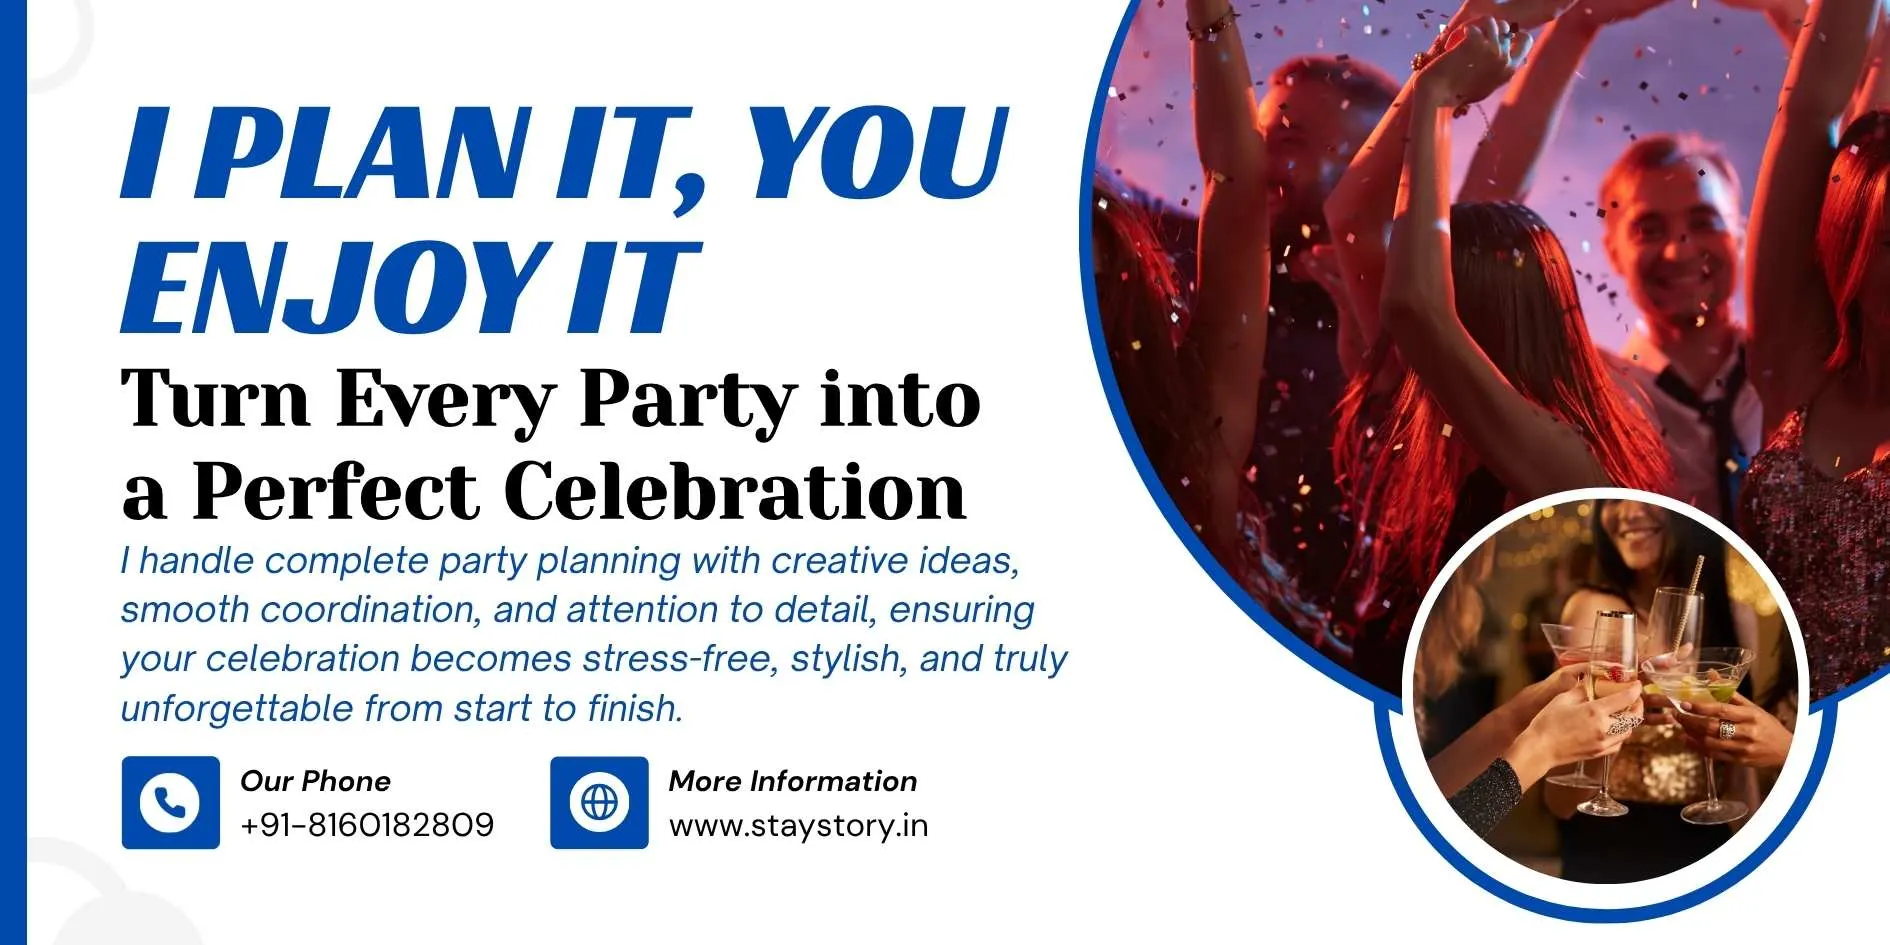 I PLAN IT, YOU
ENJOY IT
Turn Every Party into
a Perfect Celebration
I handle complete party planning with creative ideas,
smooth coordination, and attention to detail, ensuring
your celebration becomes stress-free, stylish, and truly
unforgettable from start to finish.
Our Phone
+91-8160182809
More Information
www.staystory.in